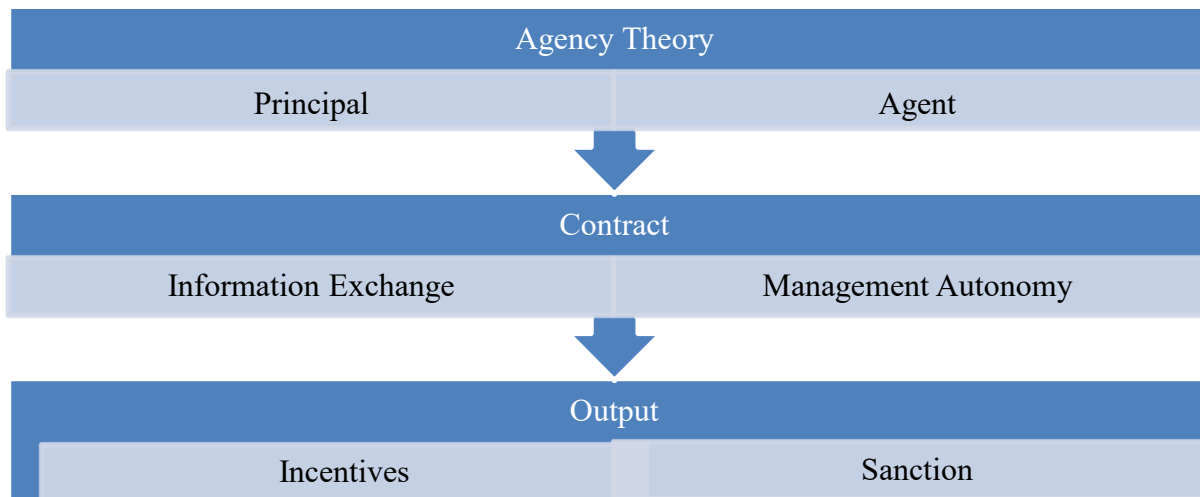 Agency Theory
Principal
Agent
Contract
Information Exchange
Management Autonomy
Output
Incentives
Sanction